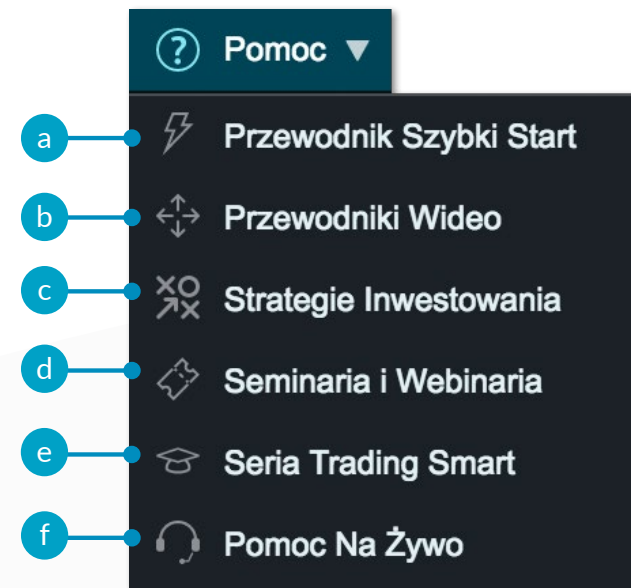 Pomoc
a Przewodnik Szybki Start
b Przewodniki Wideo
c Strategie Inwestowania
d Seminaria i Webinaria
e Seria Trading Smart
f Pomoc Na Żywo